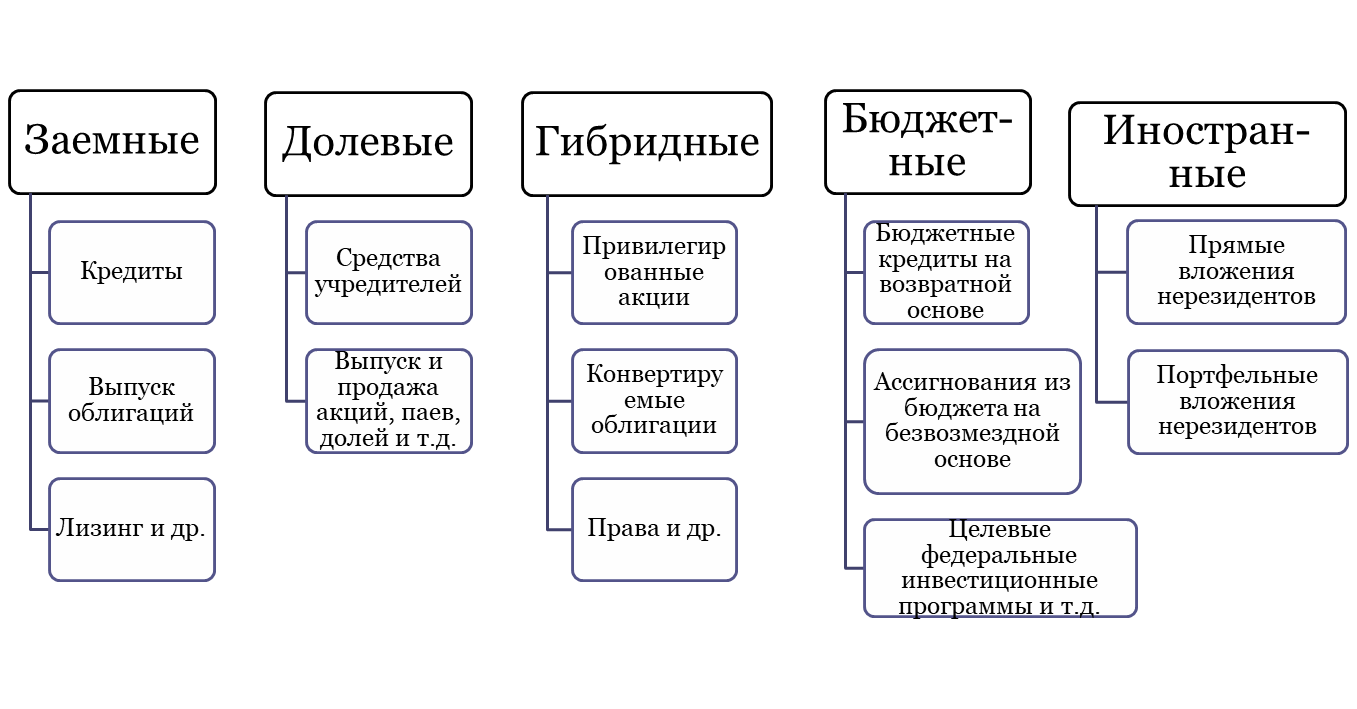 Заемные
Кредиты
Выпуск
облигаций
Лизинг и др.
Долевые
Средства
учредителей
Выпуск и
продажа
акций, паев,
долей и т.д.
Гибридные
Привилегир
ованные
акции
Конвертиру
емые
облигации
Права и др.
Бюджет-
ные
Бюджетные
кредиты на
возвратной
основе
Ассигнования из
бюджета на
безвозмездной
основе
Целевые
федеральные
инвестиционные
программы и т.д.
Иностран-
ные
Прямые
вложения
нерезидентов
Портфельные
вложения
нерезидентов